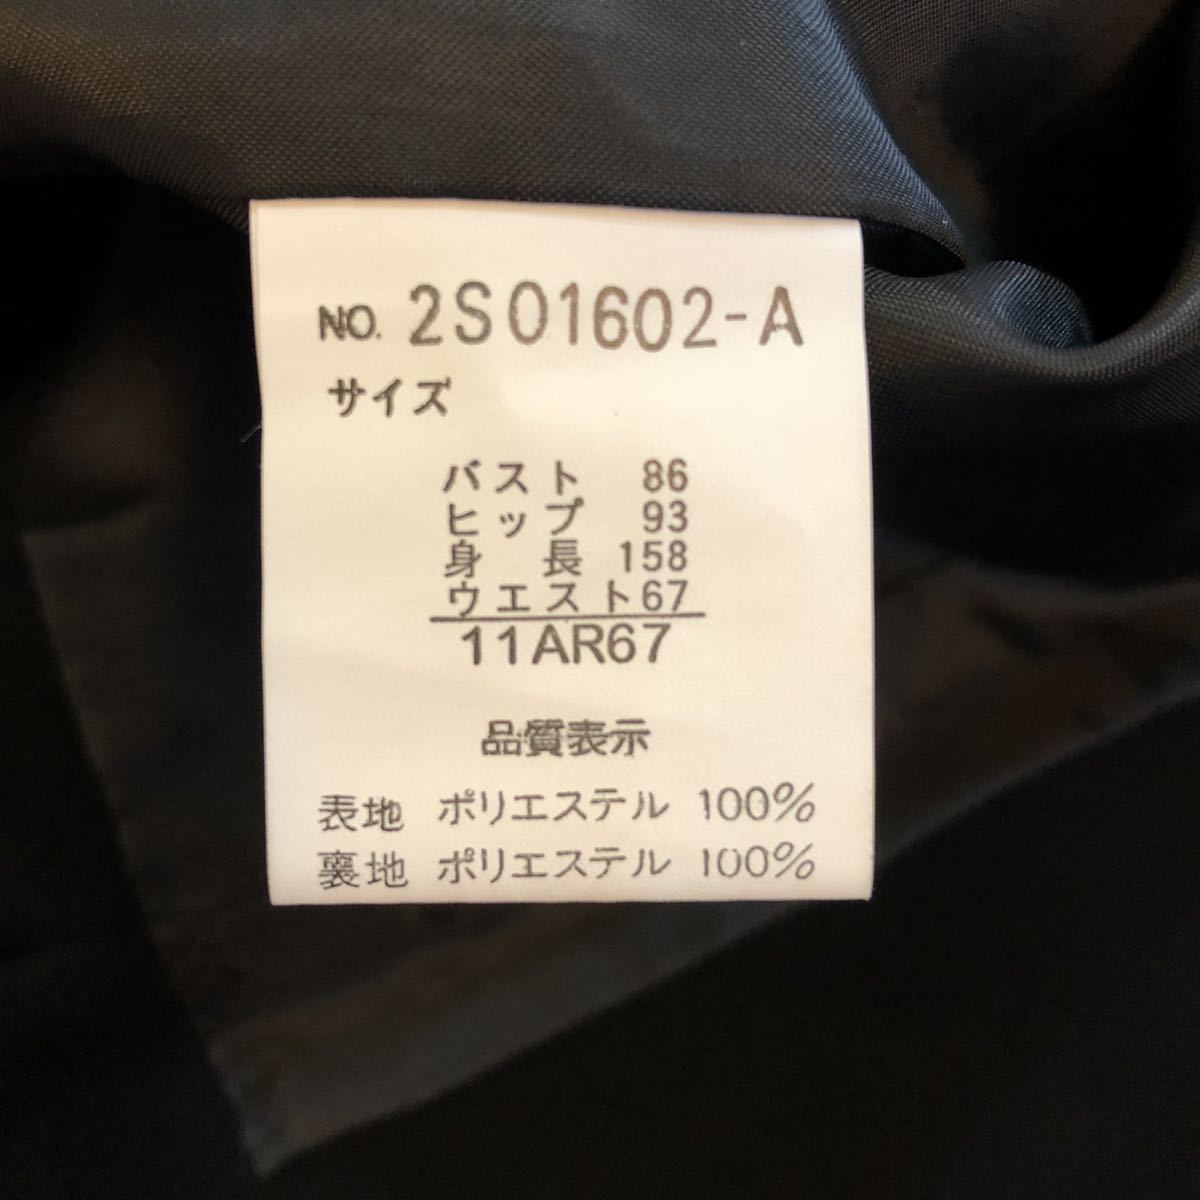 NO. 2S01602-A
サイズ
バスト 86
ヒップ 93
身長 158
ウエスト67
11AR67
品質表示
表地 ポリエステル 100%
裏地 ポリエステル 100%